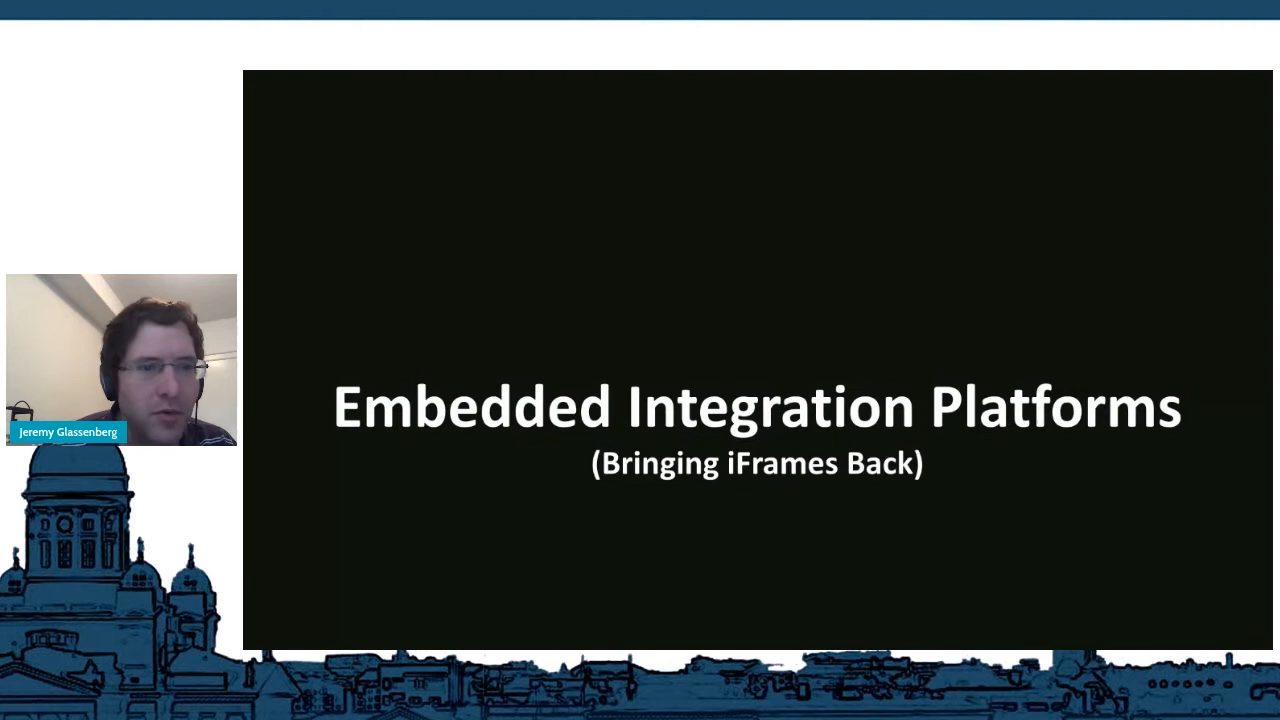 Embedded Integration Platforms
(Bringing iFrames Back)
Jeremy Glassenberg